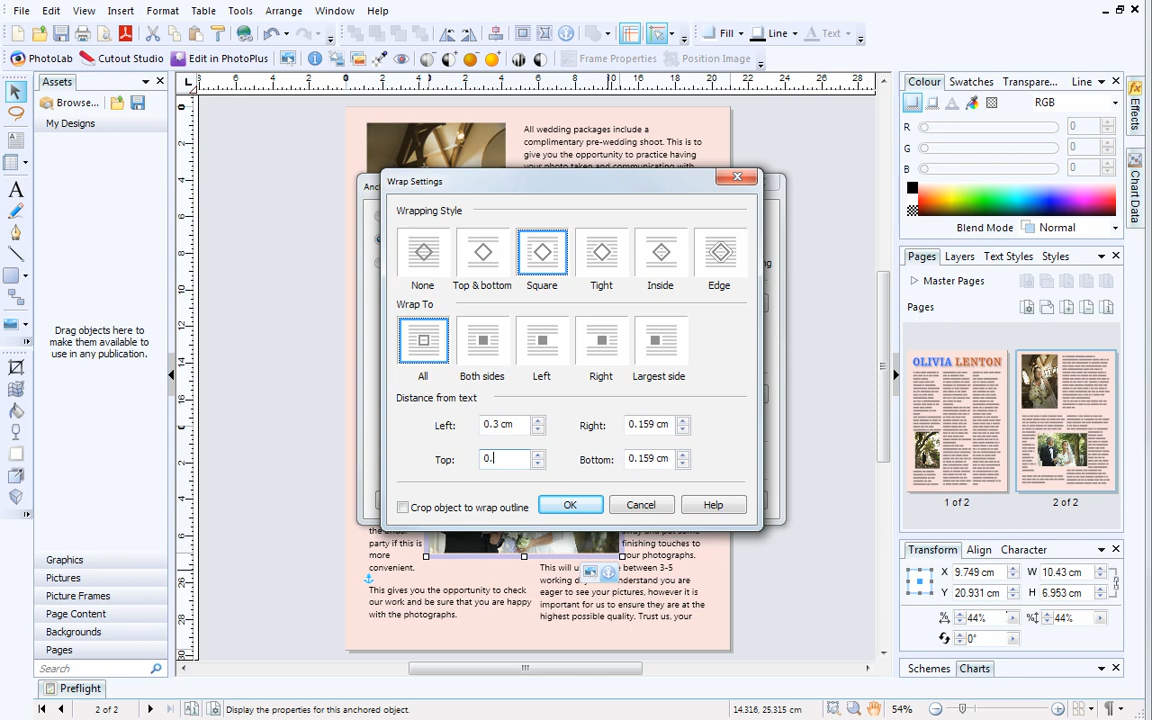 File Edit View Insert Format Table Tools Arrange Window Help
Fill Line Text
PhotoLab Cutout Studio Edit in PhotoPlus Frame Properties Position Image
Assets
Browse...
My Designs
Drag objects here to
make them available to
use in any publication.
Graphics
Pictures
Picture Frames
Page Content
Backgrounds
Pages
Search
All wedding packages include a
complimentary pre-wedding shoot. This is to
give you the opportunity to practice having
your photo taken and communicating with
Wrap Settings
Wrapping Style
None Top & bottom Square Tight Inside Edge
Wrap To
All Both sides Left Right Largest side
Distance from text
Left: 0.3 cm Right: 0.159 cm
Top: 0. Bottom: 0.159 cm
Crop object to wrap outline OK Cancel Help
party if this is
more
convenient.
This gives you the opportunity to check
our work and be sure that you are happy
with the photographs.
finishing touches to
your photographs.
This will between 3-5
working understand you are
eager to see your pictures, however it is
important for us to ensure they are at the
highest possible quality. Trust us, your
Colour Swatches Transpare... Line
RGB
R 0
G 0
B 0
Blend Mode Normal
Effects
Chart Data
Pages Layers Text Styles Styles
Master Pages
Pages
OLIVIA LENTON
1 of 2 2 of 2
Transform Align Character
X 9.749 cm W 10.43 cm
Y 20.931 cm H 6.953 cm
44% 44%
0°
Schemes Charts
Preflight
2 of 2 Display the properties for this anchored object. 14.316, 25.315 cm 54%